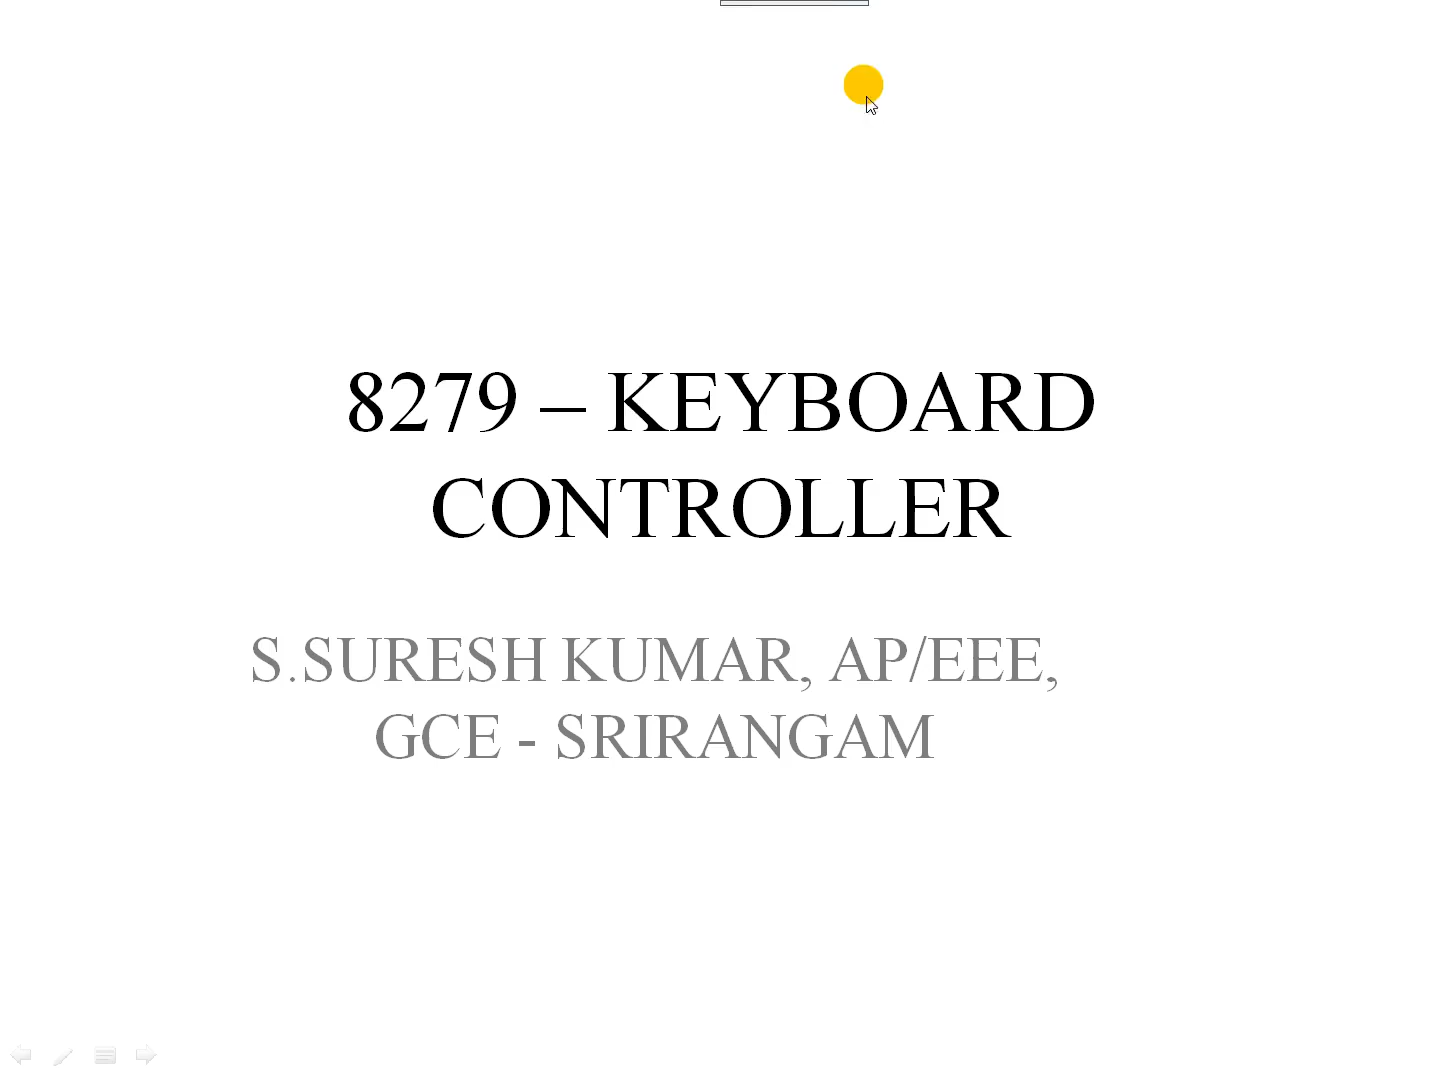 8279 – KEYBOARD
CONTROLLER
S.SURESH KUMAR, AP/EEE,
GCE - SRIRANGAM